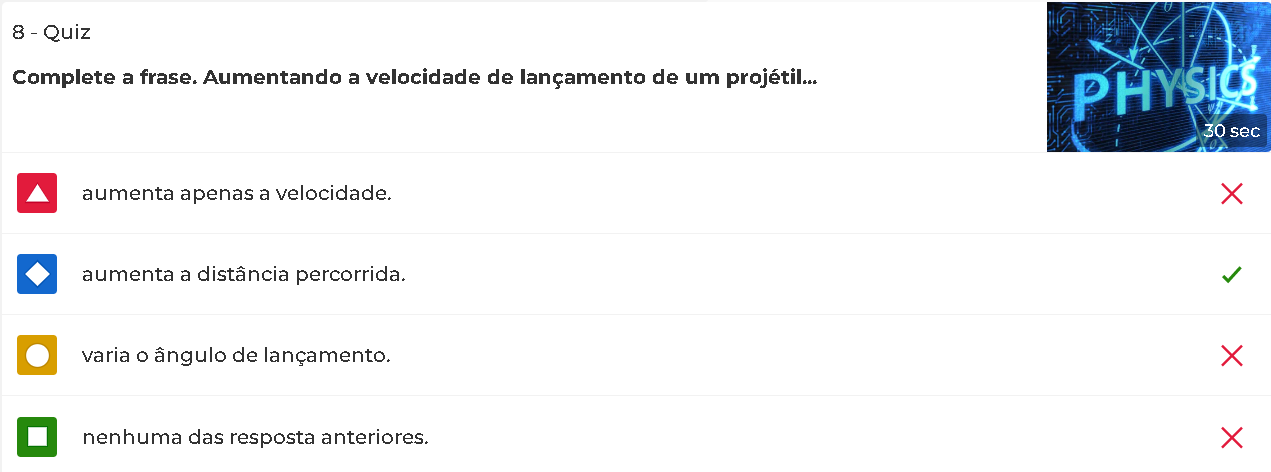 8 - Quiz
Complete a frase. Aumentando a velocidade de lançamento de um projétil...
PHYSICS
30 sec
aumenta apenas a velocidade.
aumenta a distância percorrida.
varia o ângulo de lançamento.
nenhuma das resposta anteriores.